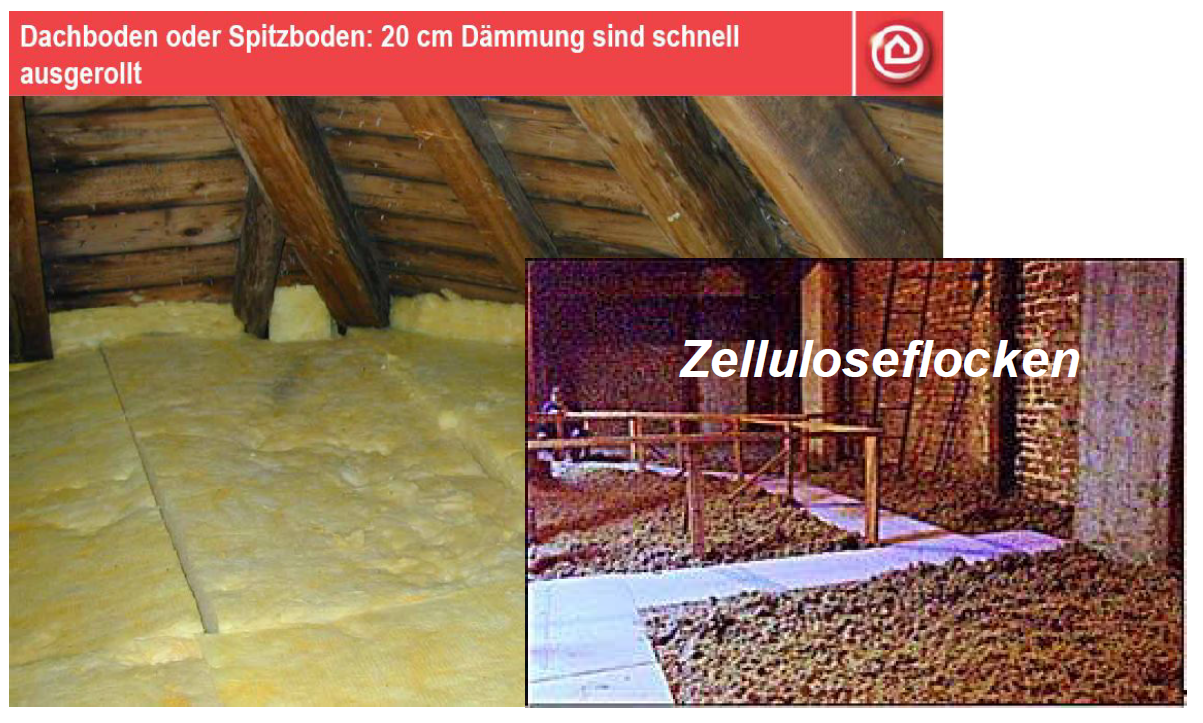 Dachboden oder Spitzboden: 20 cm Dämmung sind schnell
ausgerollt
Zelluloseflocken